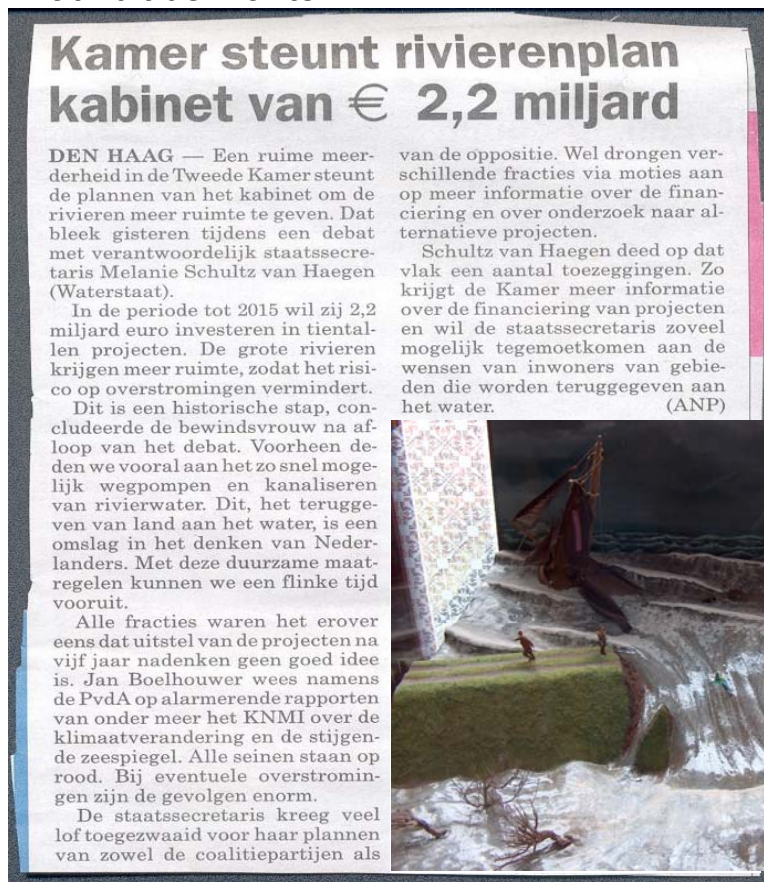 Kamer steunt rivierenplan
kabinet van € 2,2 miljard
DEN HAAG — Een ruime meer-
derheid in de Tweede Kamer steunt
de plannen van het kabinet om de
rivieren meer ruimte te geven. Dat
bleek gisteren tijdens een debat
met verantwoordelijk staatssecre-
taris Melanie Schultz van Haegen
(Waterstaat).
In de periode tot 2015 wil zij 2,2
miljard euro investeren in tiental-
len projecten. De grote rivieren
krijgen meer ruimte, zodat het risi-
co op overstromingen vermindert.
Dit is een historische stap, con-
cludeerde de bewindsvrouw na af-
loop van het debat. Voorheen de-
den we vooral aan het zo snel moge-
lijk wegpompen en kanaliseren
van rivierwater. Dit, het terugge-
ven van land aan het water, is een
omslag in het denken van Neder-
landers. Met deze duurzame maat-
regelen kunnen we een flinke tijd
vooruit.
Alle fracties waren het erover
eens dat uitstel van de projecten na
vijf jaar nadenken geen goed idee
is. Jan Boelhouwer wees namens
de PvdA op alarmerende rapporten
van onder meer het KNMI over de
klimaatverandering en de stijgen-
de zeespiegel. Alle seinen staan op
rood. Bij eventuele overstromin-
gen zijn de gevolgen enorm.
De staatssecretaris kreeg veel
lof toegezwaaid voor haar plannen
van zowel de coalitiepartijen als
van de oppositie. Wel drongen ver-
schillende fracties via moties aan
op meer informatie over de finan-
ciering en over onderzoek naar al-
ternatieve projecten.
Schultz van Haegen deed op dat
vlak een aantal toezeggingen. Zo
krijgt de Kamer meer informatie
over de financiering van projecten
en wil de staatssecretaris zoveel
mogelijk tegemoetkomen aan de
wensen van inwoners van gebie-
den die worden teruggegeven aan
het water. (ANP)